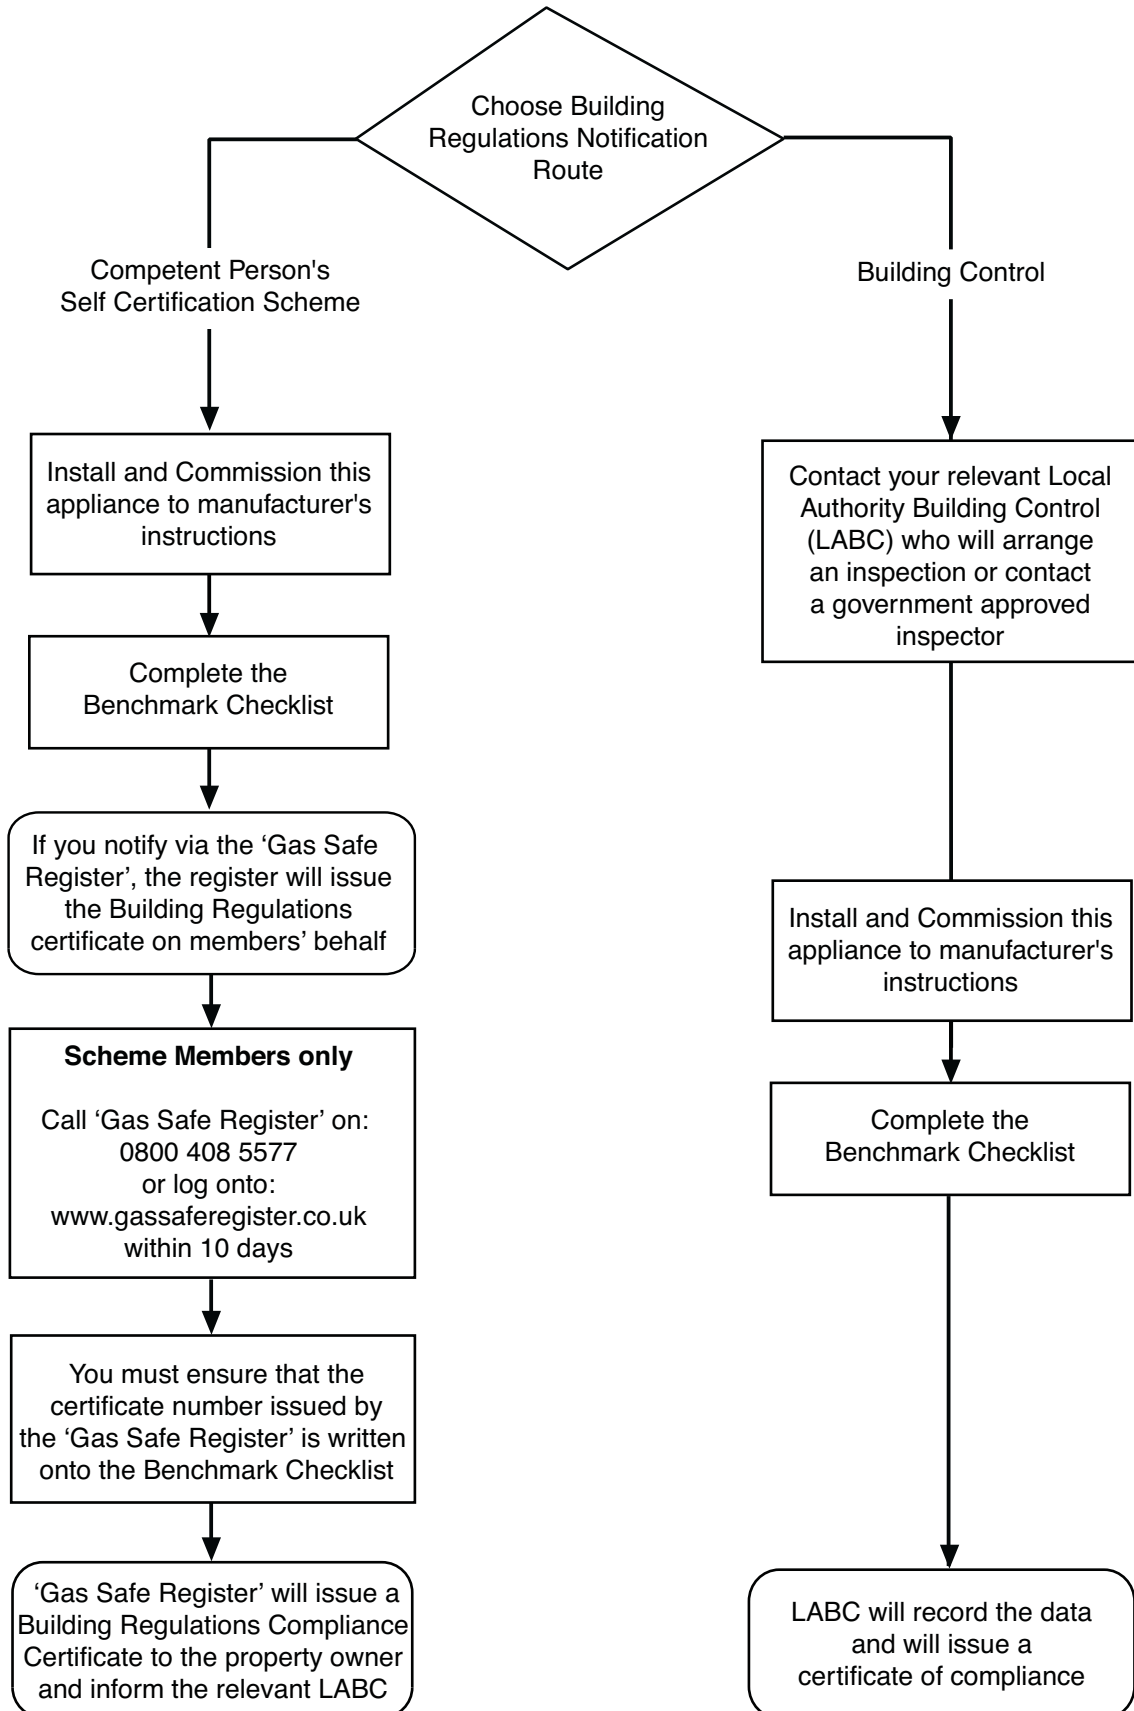 Choose Building
Regulations Notification
Route
Competent Person's
Self Certification Scheme
Building Control
Install and Commission this
appliance to manufacturer's
instructions
Complete the
Benchmark Checklist
If you notify via the ‘Gas Safe
Register’, the register will issue
the Building Regulations
certificate on members’ behalf
Scheme Members only
Call ‘Gas Safe Register’ on:
0800 408 5577
or log onto:
www.gassaferegister.co.uk
within 10 days
You must ensure that the
certificate number issued by
the ‘Gas Safe Register’ is written
onto the Benchmark Checklist
‘Gas Safe Register’ will issue a
Building Regulations Compliance
Certificate to the property owner
and inform the relevant LABC
Contact your relevant Local
Authority Building Control
(LABC) who will arrange
an inspection or contact
a government approved
inspector
Install and Commission this
appliance to manufacturer's
instructions
Complete the
Benchmark Checklist
LABC will record the data
and will issue a
certificate of compliance